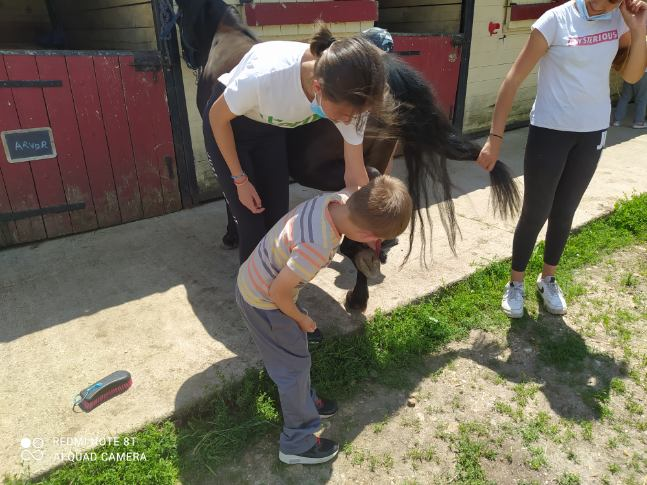 ARVOR
MYSTERIOUS
REDMI NOTE 8T
AI QUAD CAMERA